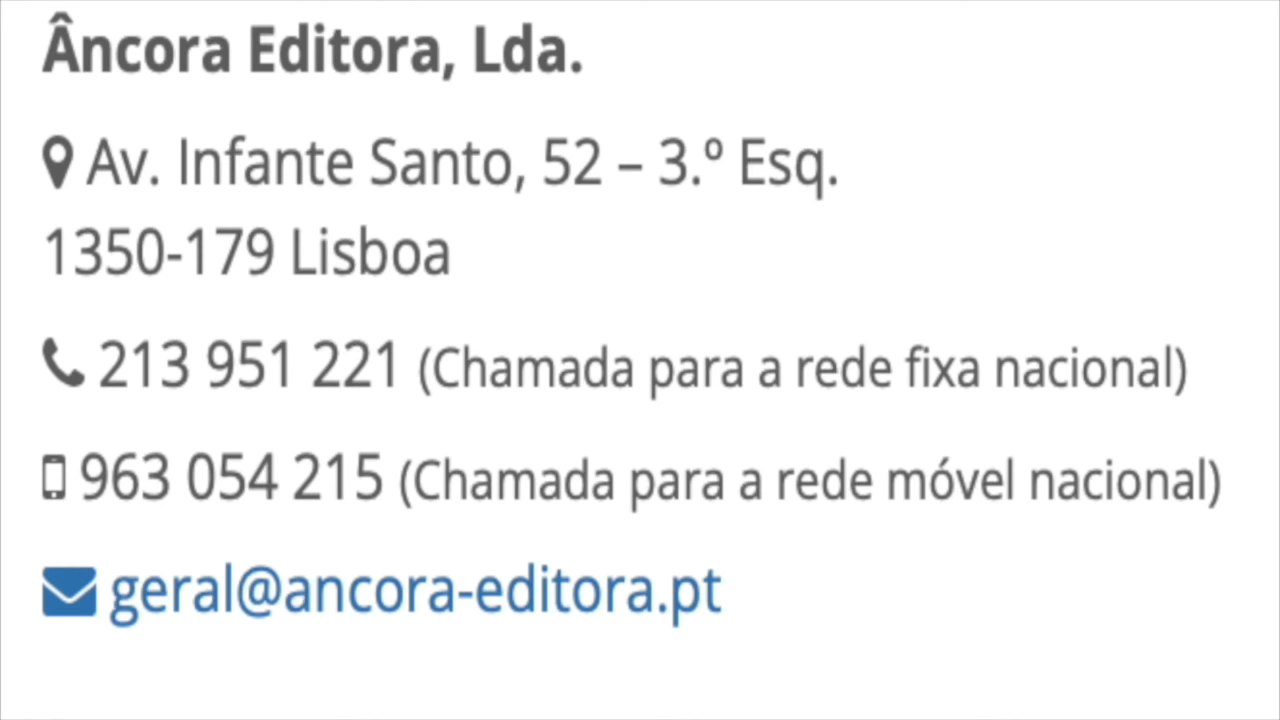 Âncora Editora, Lda.
Av. Infante Santo, 52 – 3.º Esq.
1350-179 Lisboa
213 951 221 (Chamada para a rede fixa nacional)
963 054 215 (Chamada para a rede móvel nacional)
geral@ancora-editora.pt